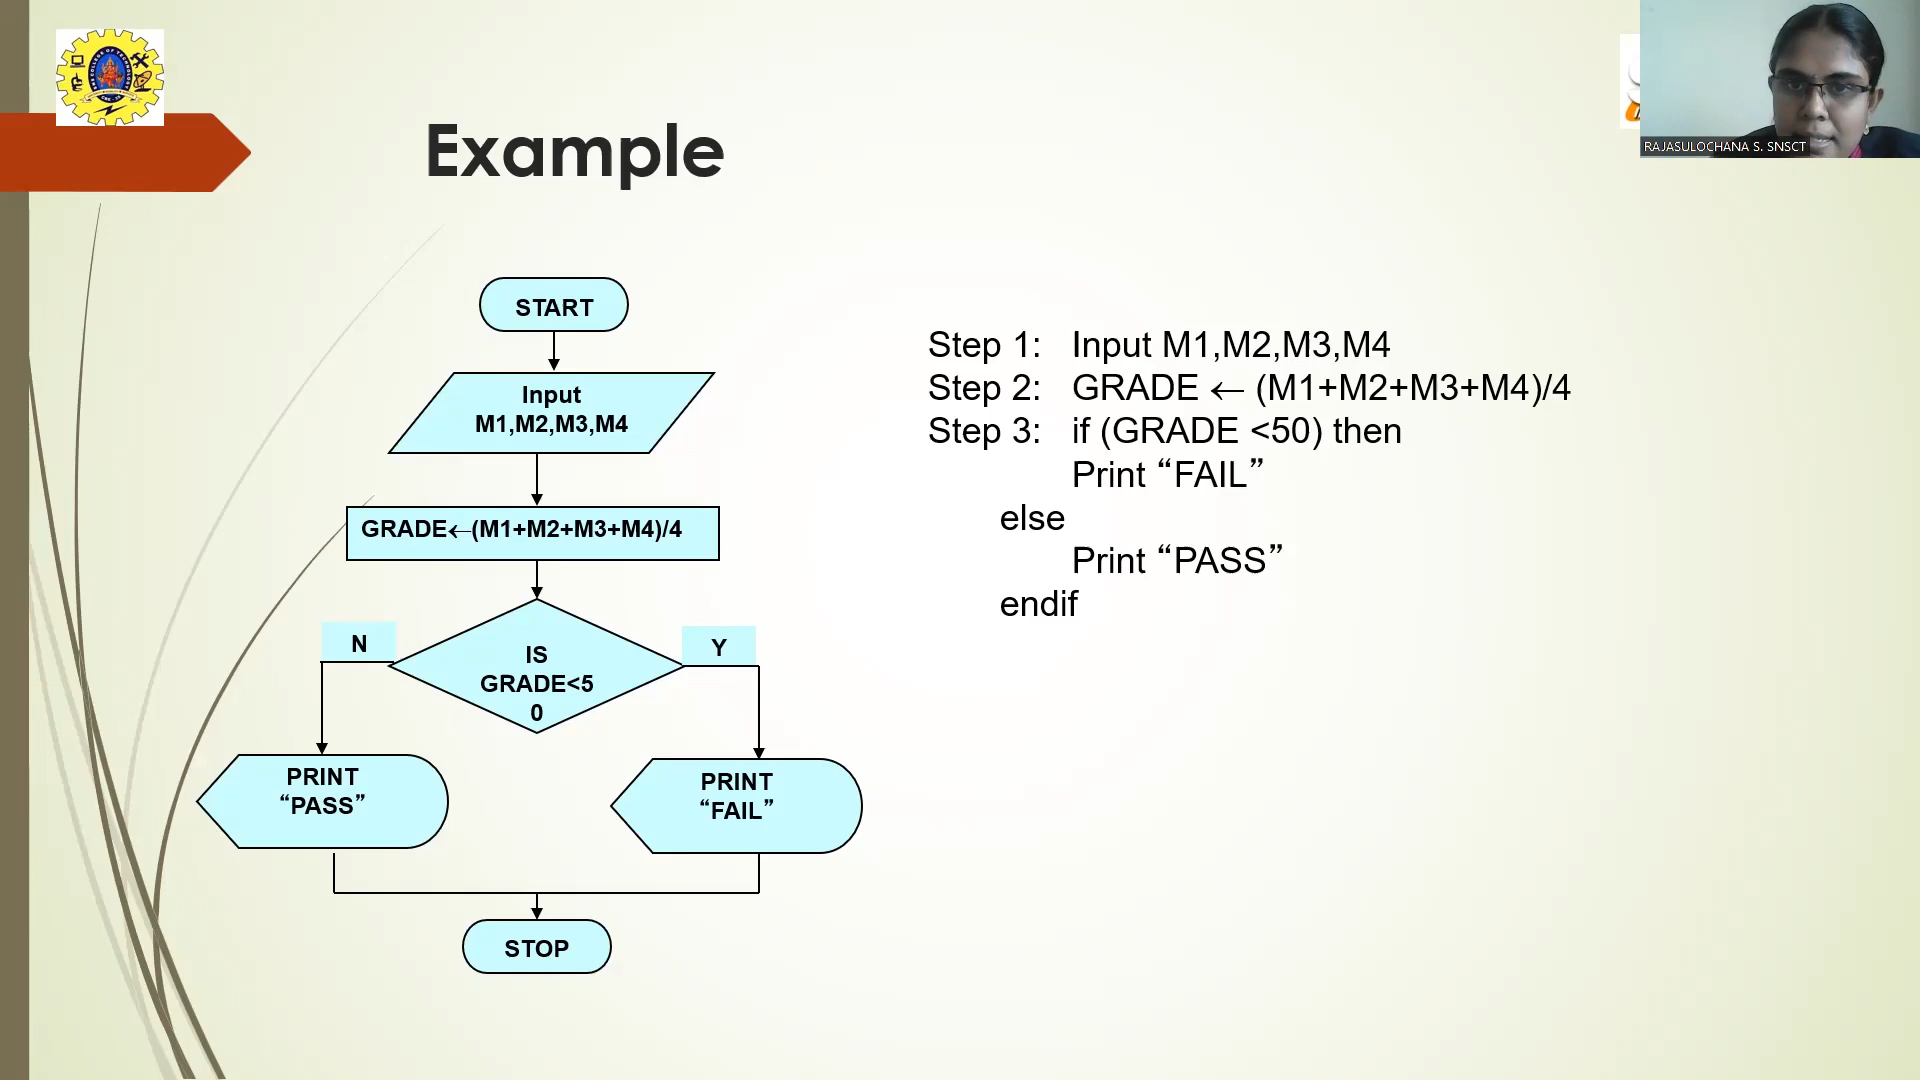 Example
RAJASULOCHANA S. SNSCT
START
Input
M1,M2,M3,M4
GRADE←(M1+M2+M3+M4)/4
N
Y
IS
GRADE<5
0
PRINT
“PASS”
PRINT
“FAIL”
STOP
Step 1: Input M1,M2,M3,M4
Step 2: GRADE ← (M1+M2+M3+M4)/4
Step 3: if (GRADE <50) then
Print “FAIL”
else
Print “PASS”
endif